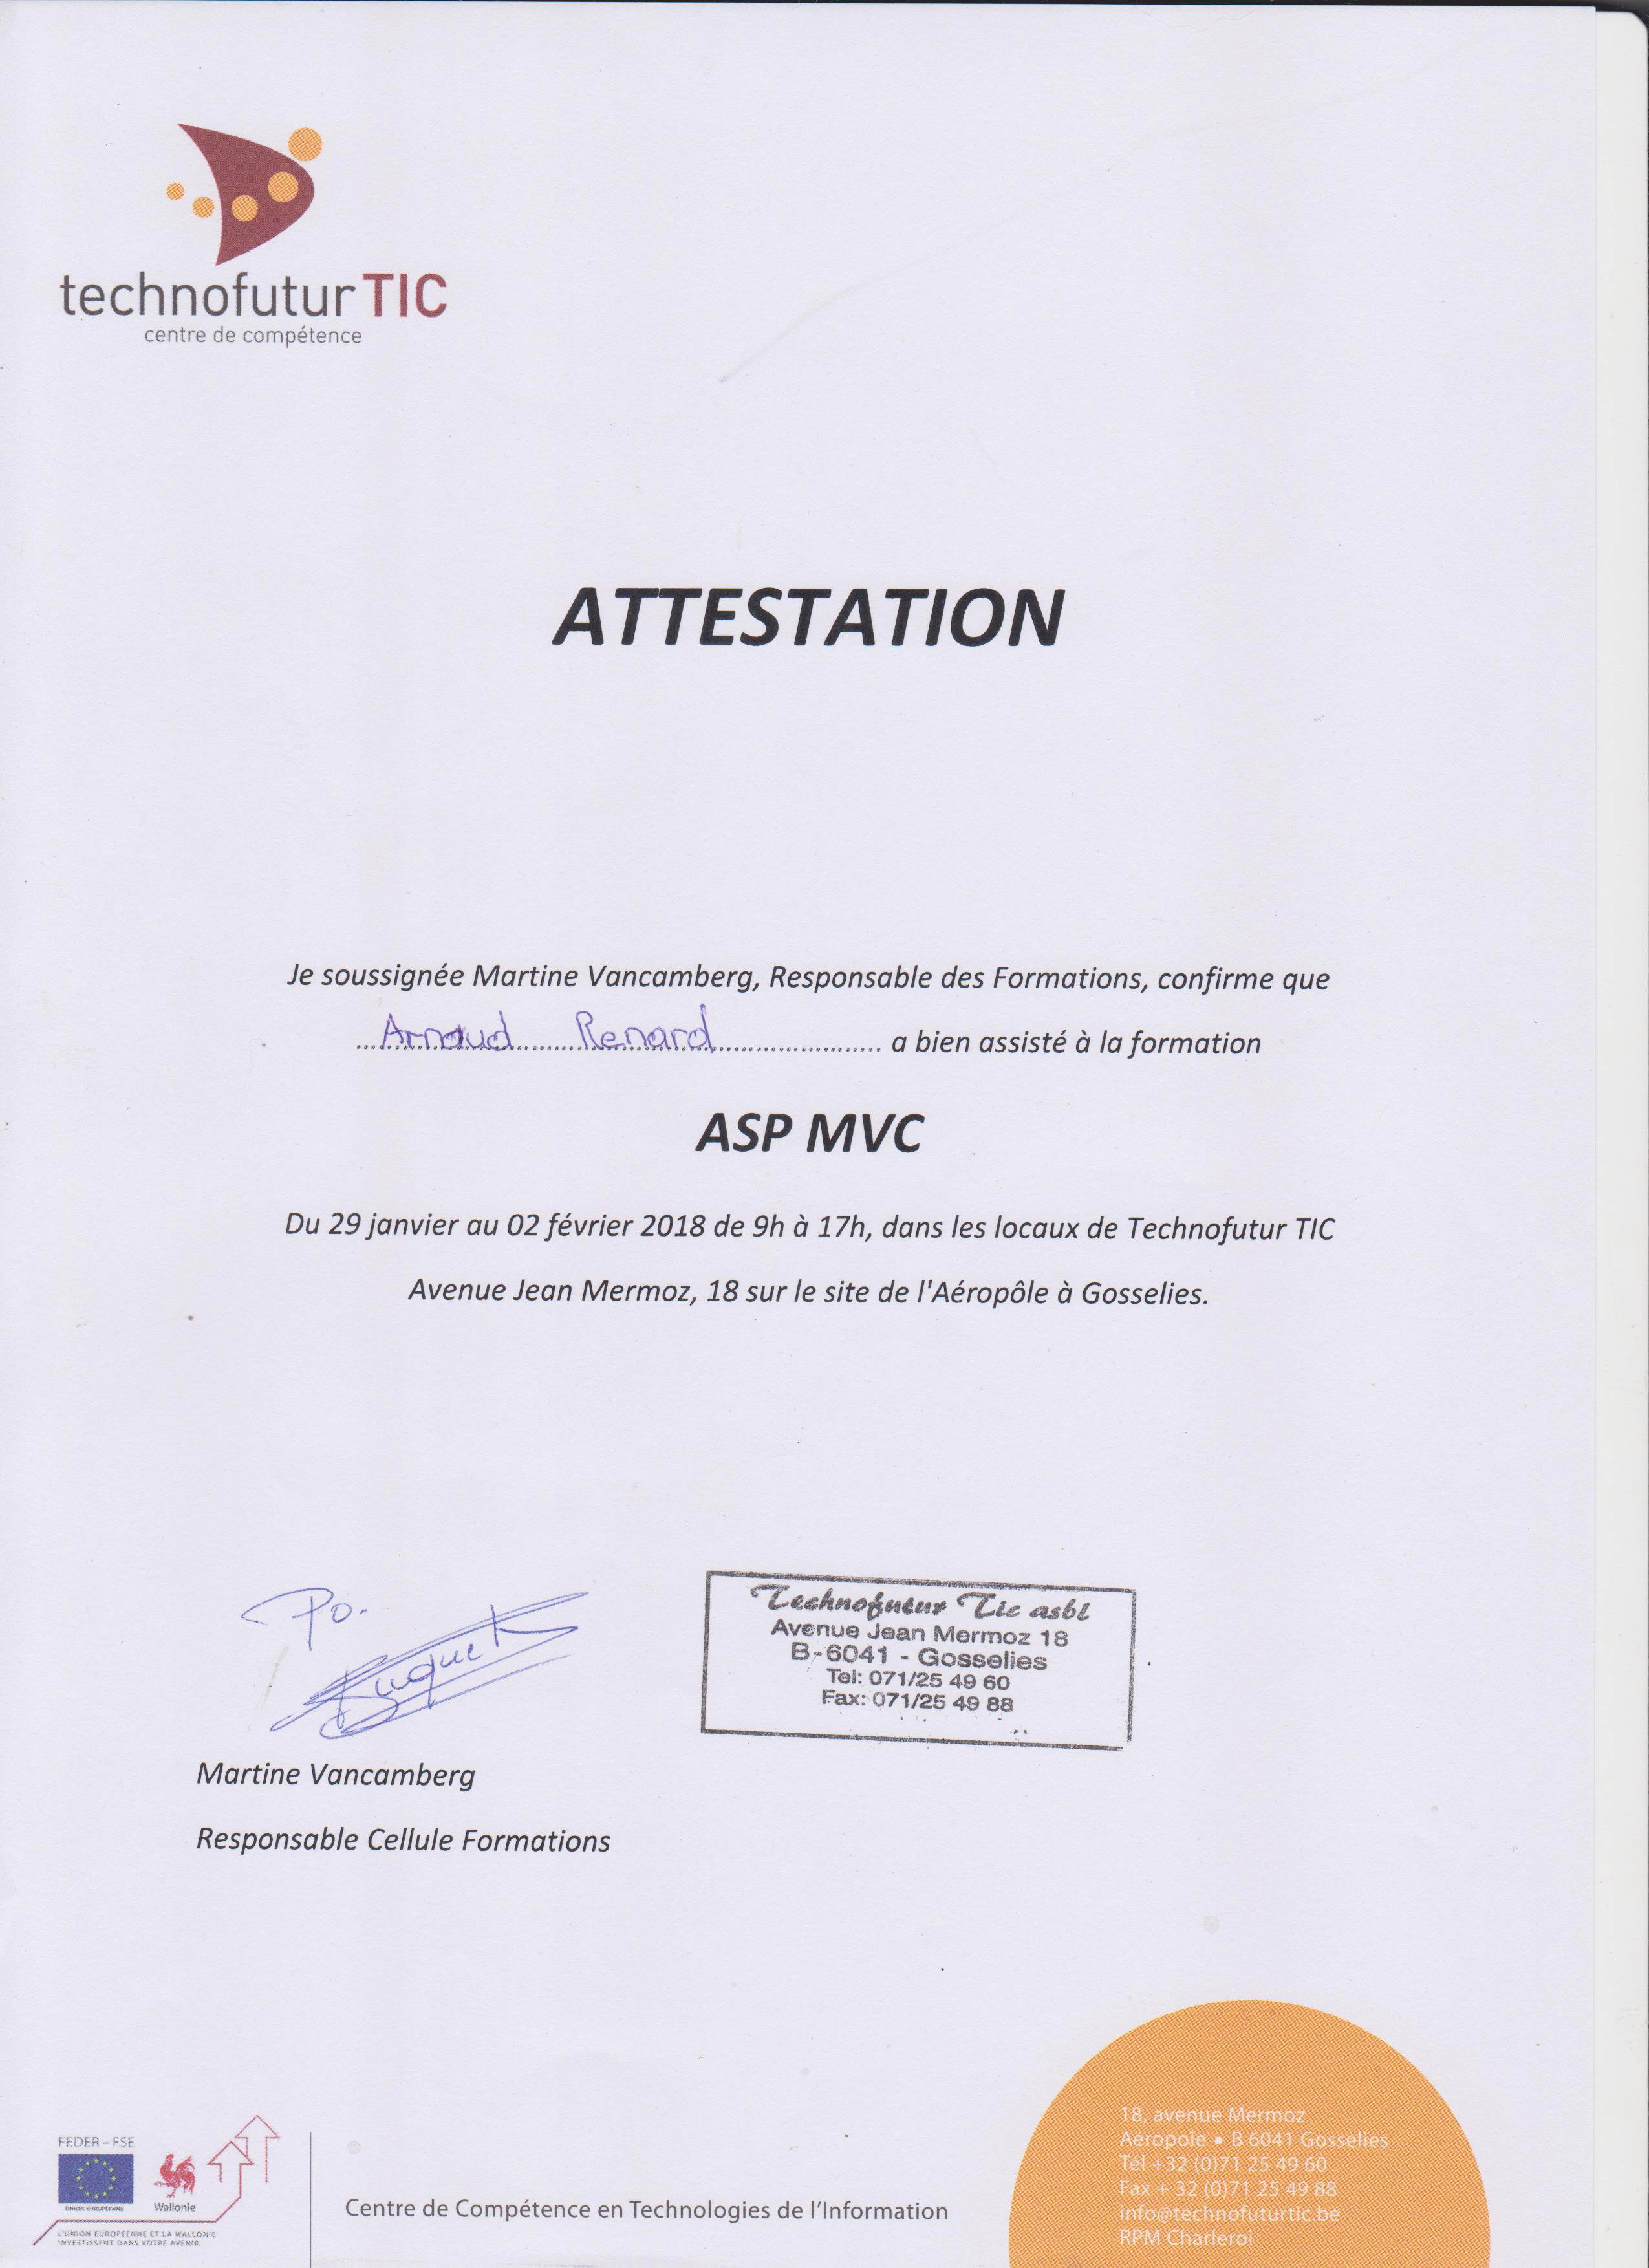 technofuturTIC
centre de compétence
ATTESTATION
Je soussignée Martine Vancamberg, Responsable des Formations, confirme que
Arnaud Renard a bien assisté à la formation
ASP MVC
Du 29 janvier au 02 février 2018 de 9h à 17h, dans les locaux de Technofutur TIC
Avenue Jean Mermoz, 18 sur le site de l'Aéropôle à Gosselies.
Po.
Technofutur Tic asbl
Avenue Jean Mermoz 18
B-6041 - Gosselies
Tel: 071/25 49 60
Fax: 071/25 49 88
Martine Vancamberg
Responsable Cellule Formations
FEDER-FSE
UNION EUROPEENNE
Wallonie
L'UNION EUROPEENNE ET LA WALLONIE
INVESTISSENT DANS VOTRE AVENIR.
Centre de Compétence en Technologies de l'Information
18, avenue Mermoz
Aéropole • B 6041 Gosselies
Tél +32 (0)71 25 49 60
Fax + 32 (0)71 25 49 88
info@technofuturtic.be
RPM Charleroi